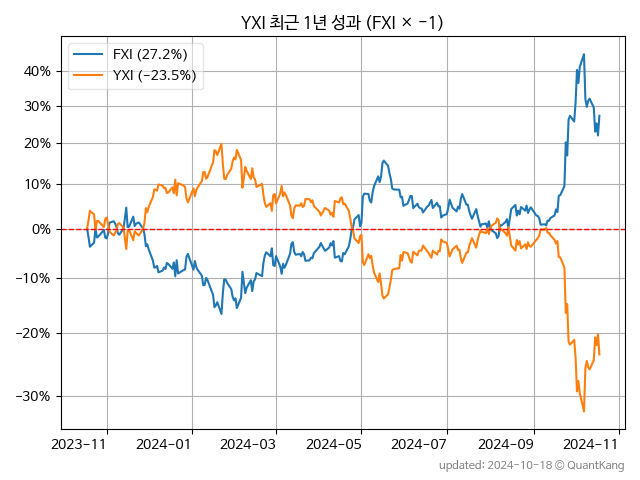 YXI 최근 1년 성과 (FXI × -1)
FXI (27.2%)
YXI (-23.5%)
40%
30%
20%
10%
0%
-10%
-20%
-30%
2023-11 2024-01 2024-03 2024-05 2024-07 2024-09 2024-11
updated: 2024-10-18 © QuantKang